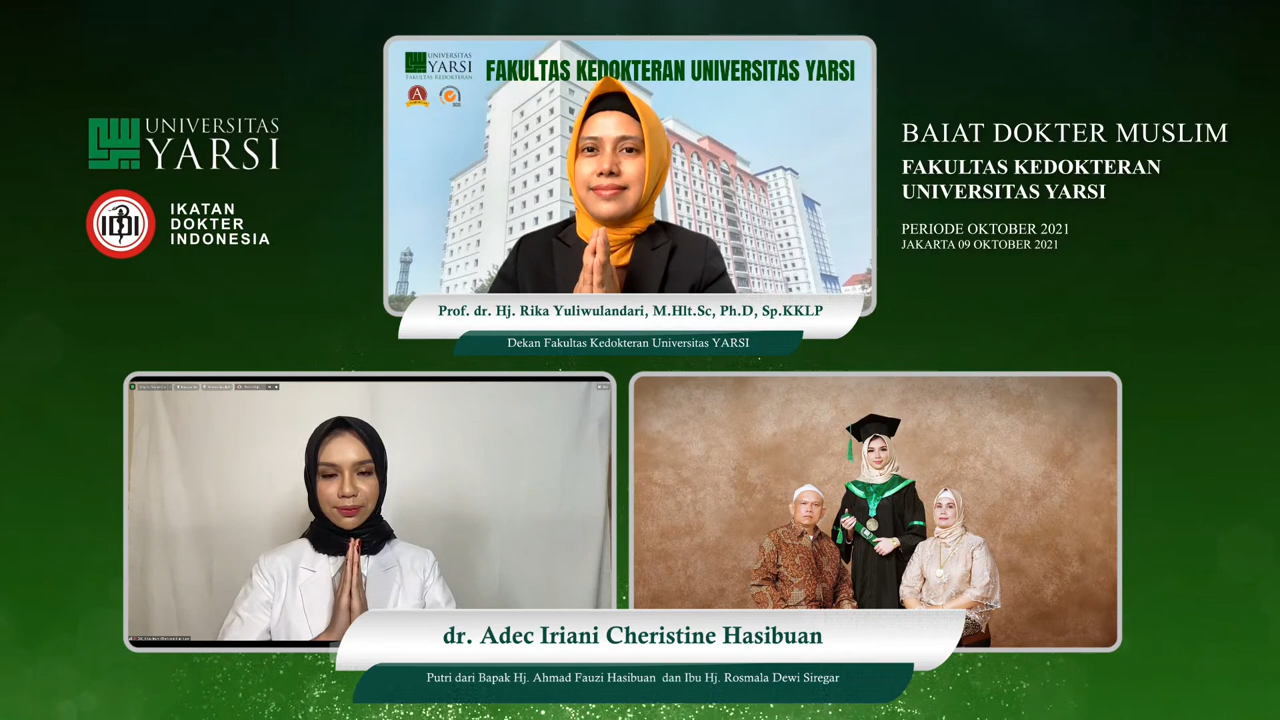 UNIVERSITAS
YARSI
IKATAN
DOKTER
INDONESIA
UNIVERSITAS
YARSI
FAKULTAS KEDOKTERAN
FAKULTAS KEDOKTERAN UNIVERSITAS YARSI
A
BAIAT DOKTER MUSLIM
FAKULTAS KEDOKTERAN
UNIVERSITAS YARSI
PERIODE OKTOBER 2021
JAKARTA 09 OKTOBER 2021
Prof. dr. Hj. Rika Yuliwulandari, M.Hlt.Sc, Ph.D, Sp.KKLP
Dekan Fakultas Kedokteran Universitas YARSI
dr. Adec Iriani Cheristine Hasibuan
Putri dari Bapak Hj. Ahmad Fauzi Hasibuan dan Ibu Hj. Rosmala Dewi Siregar